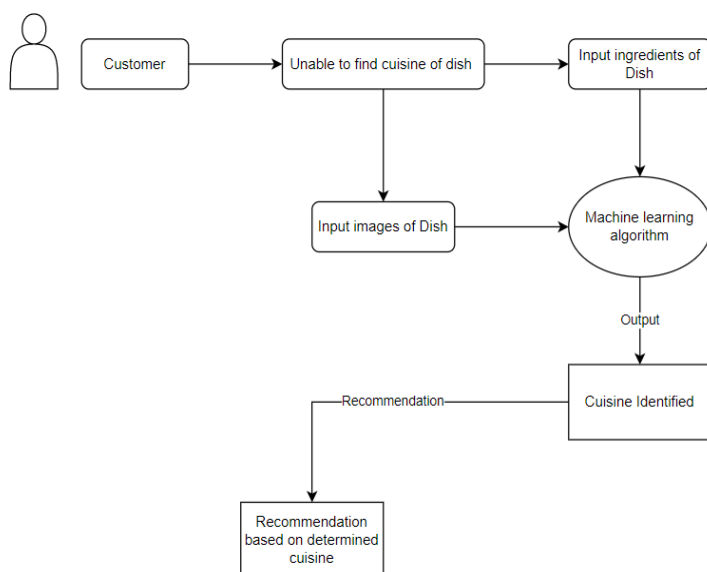 Customer
Unable to find cuisine of dish
Input ingredients of
Dish
Input images of Dish
Machine learning
algorithm
Output
Cuisine Identified
Recommendation
Recommendation
based on determined
cuisine